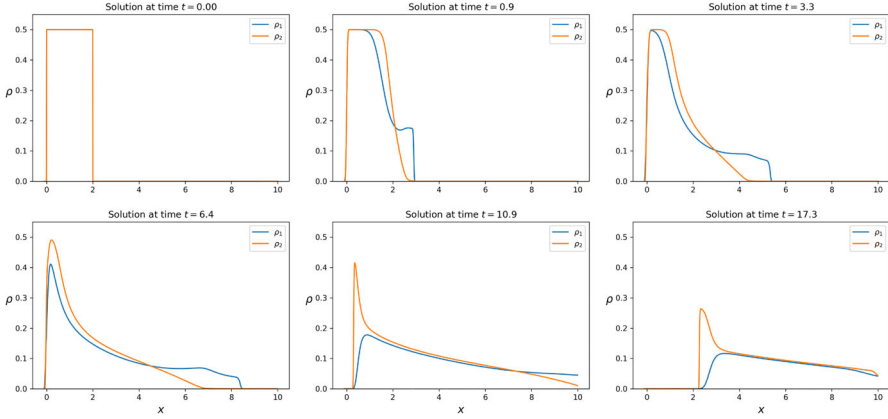 Solution at time t = 0.00
ρ
0.5
0.4
0.3
0.2
0.1
0.0
0 2 4 6 8 10
ρ₁
ρ₂
Solution at time t = 0.9
ρ
0.5
0.4
0.3
0.2
0.1
0.0
0 2 4 6 8 10
ρ₁
ρ₂
Solution at time t = 3.3
ρ
0.5
0.4
0.3
0.2
0.1
0.0
0 2 4 6 8 10
ρ₁
ρ₂
Solution at time t = 6.4
ρ
0.5
0.4
0.3
0.2
0.1
0.0
0 2 4 6 8 10
x
ρ₁
ρ₂
Solution at time t = 10.9
ρ
0.5
0.4
0.3
0.2
0.1
0.0
0 2 4 6 8 10
x
ρ₁
ρ₂
Solution at time t = 17.3
ρ
0.5
0.4
0.3
0.2
0.1
0.0
0 2 4 6 8 10
x
ρ₁
ρ₂